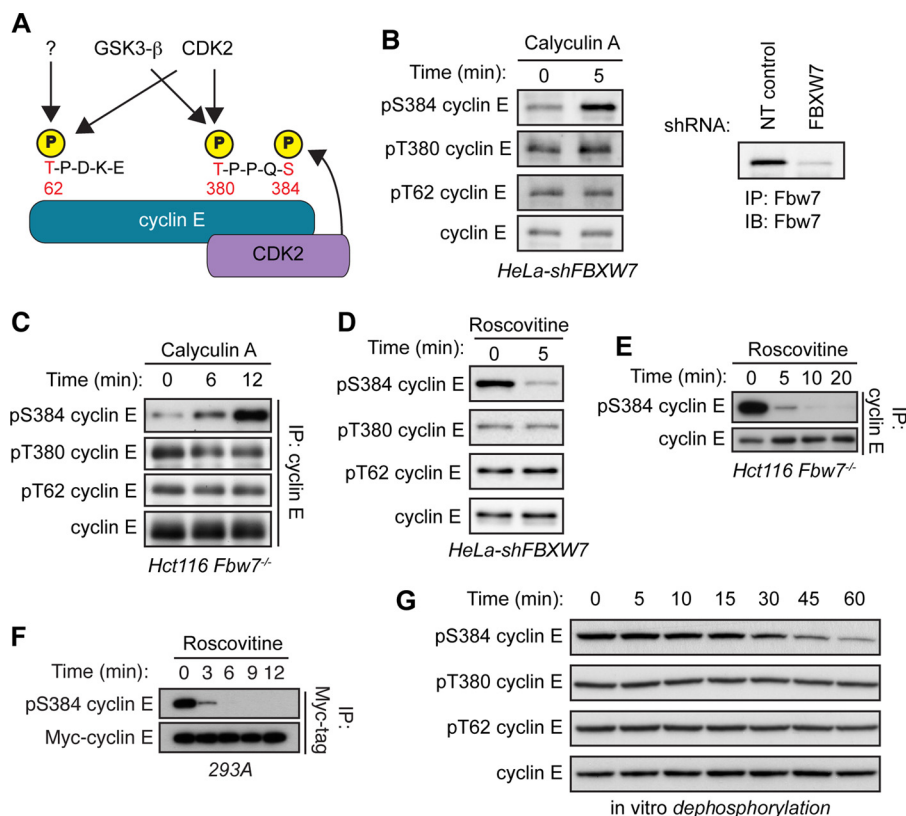 A
? GSK3-β CDK2
P P P
T-P-D-K-E T-P-P-Q-S
62 380 384
cyclin E
CDK2
B
Calyculin A
Time (min): 0 5
pS384 cyclin E
pT380 cyclin E
pT62 cyclin E
cyclin E
HeLa-shFBXW7
shRNA: NT control FBXW7
IP: Fbw7
IB: Fbw7
C
Calyculin A
Time (min): 0 6 12
pS384 cyclin E
pT380 cyclin E
pT62 cyclin E
cyclin E
IP: cyclin E
Hct116 Fbw7-/-
D
Roscovitine
Time (min): 0 5
pS384 cyclin E
pT380 cyclin E
pT62 cyclin E
cyclin E
HeLa-shFBXW7
E
Roscovitine
Time (min): 0 5 10 20
pS384 cyclin E
cyclin E
IP:
cyclin E
Hct116 Fbw7-/-
F
Roscovitine
Time (min): 0 3 6 9 12
pS384 cyclin E
Myc-cyclin E
IP:
Myc-tag
293A
G
Time (min): 0 5 10 15 30 45 60
pS384 cyclin E
pT380 cyclin E
pT62 cyclin E
cyclin E
in vitro dephosphorylation